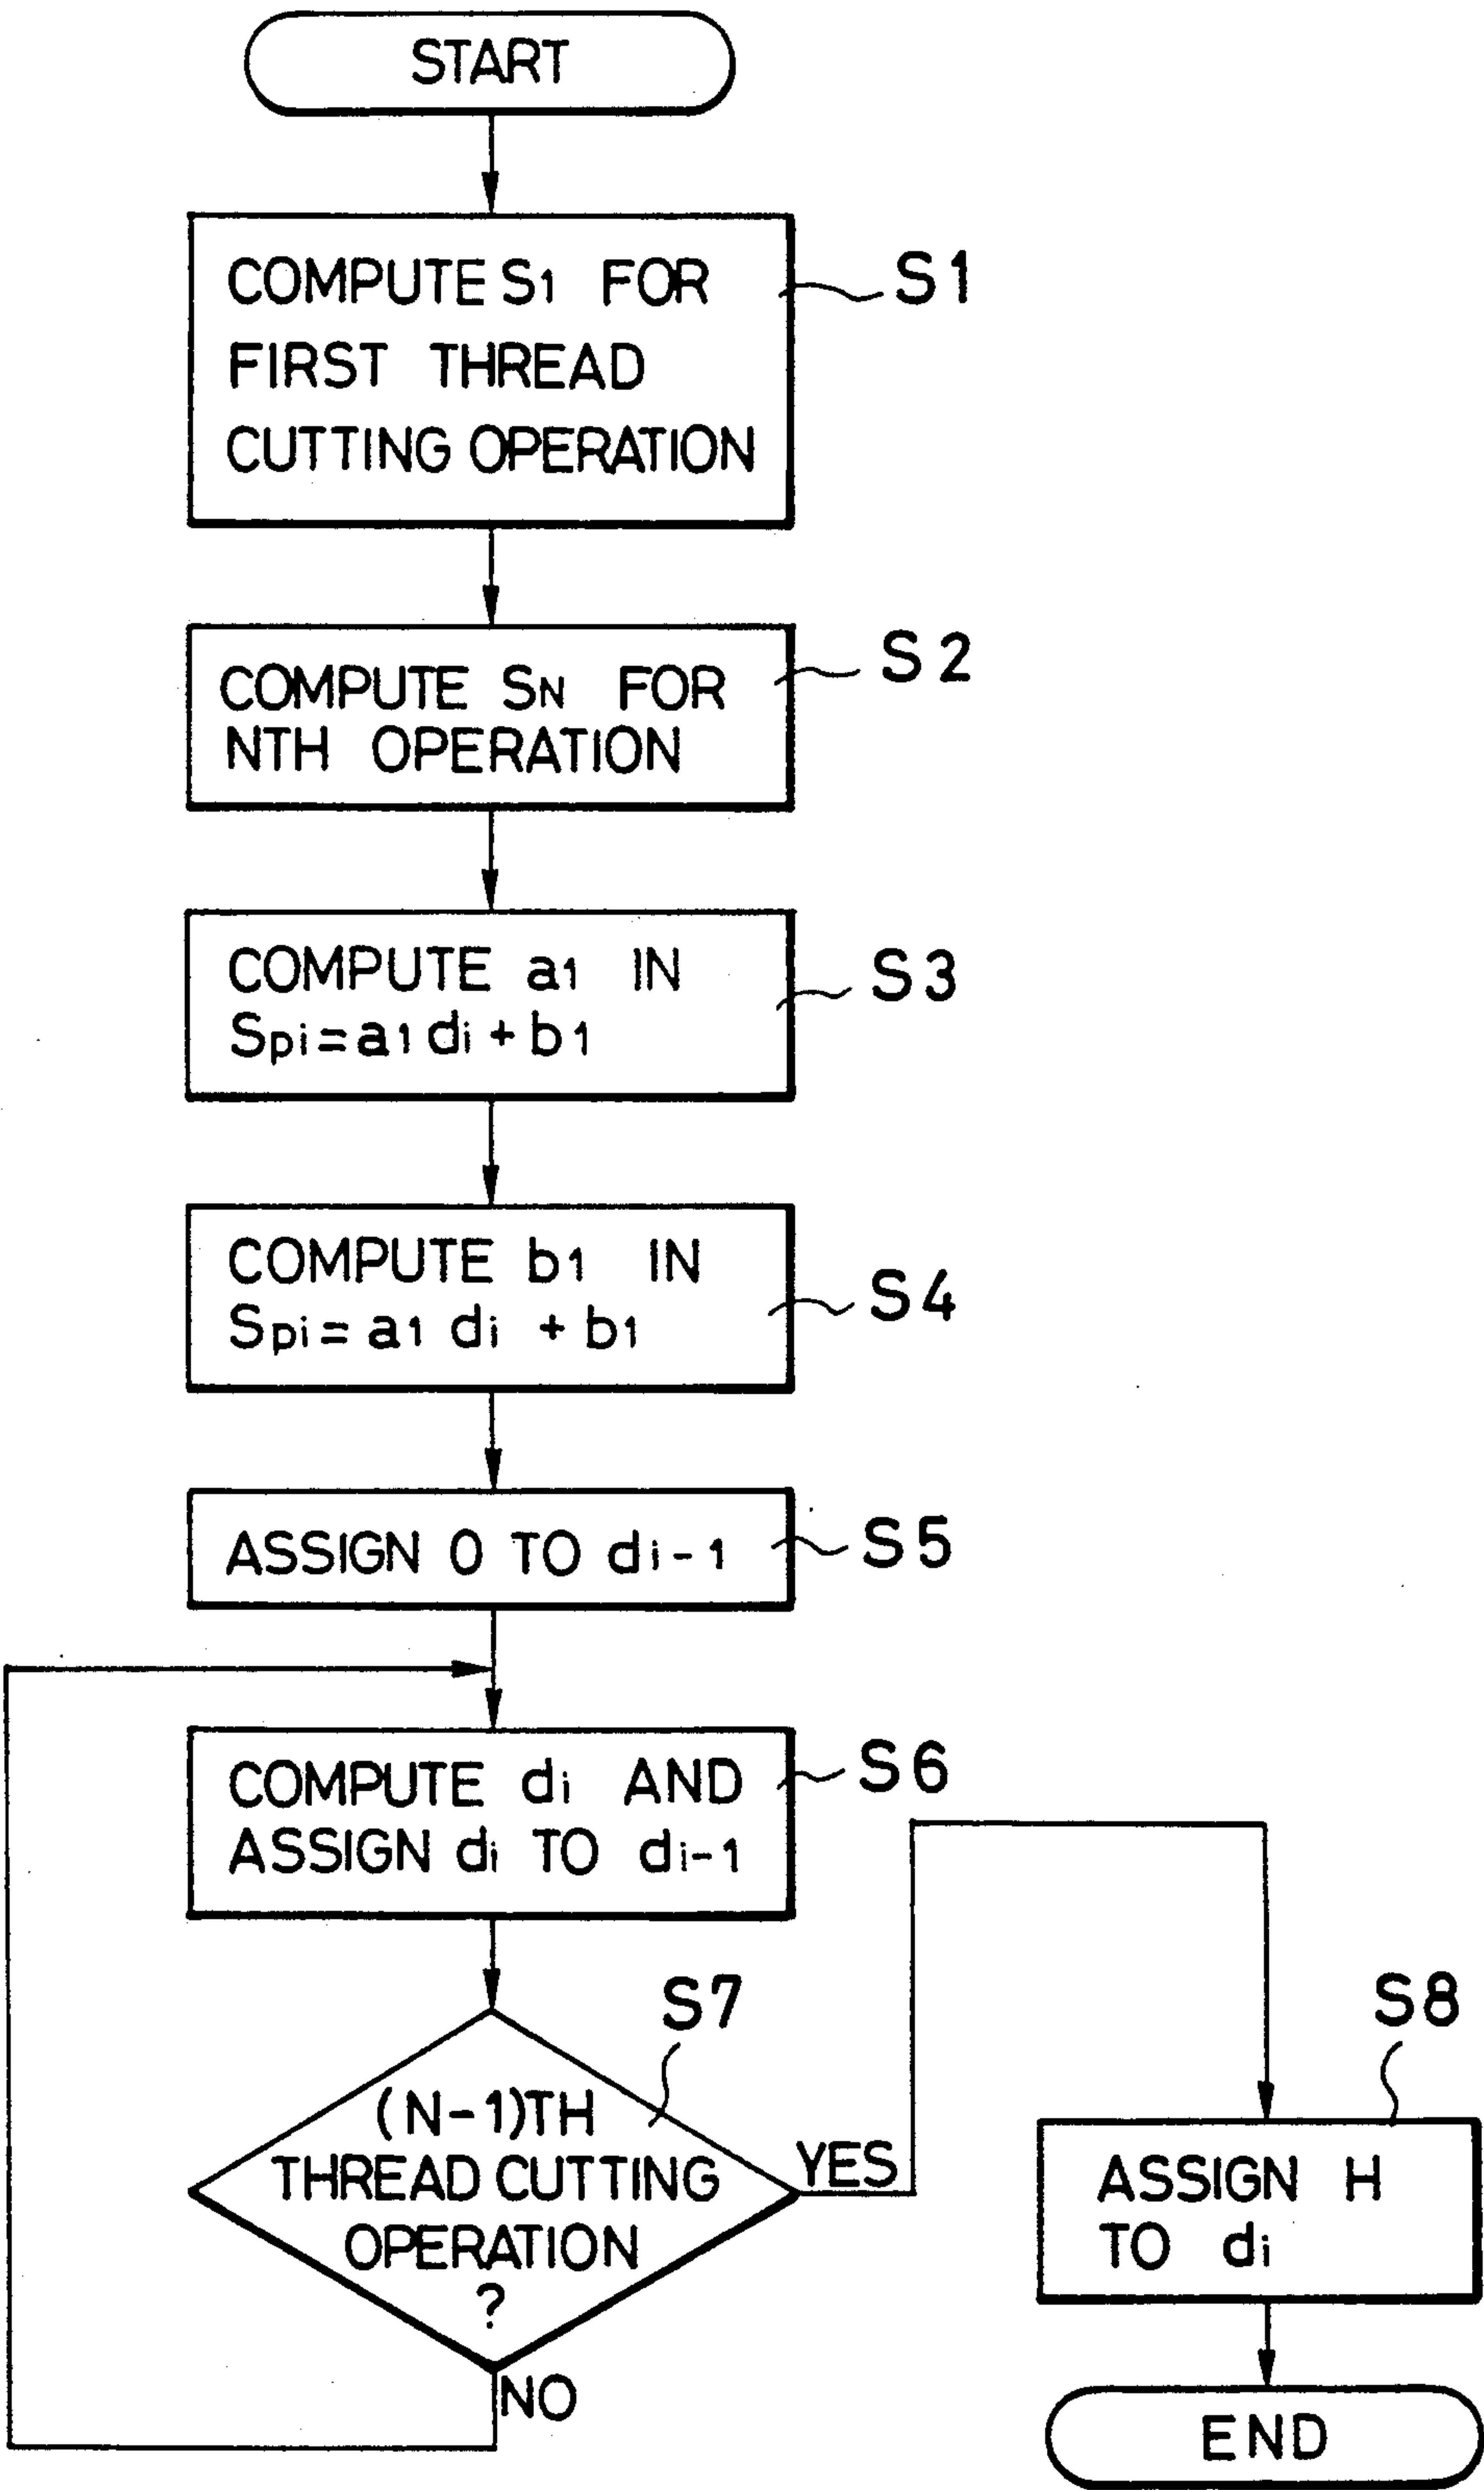 START
COMPUTE S1 FOR
FIRST THREAD
CUTTING OPERATION
S1
COMPUTE SN FOR
NTH OPERATION
S2
COMPUTE a1 IN
Spi=a1di+b1
S3
COMPUTE b1 IN
Spi=a1 di +b1
S4
ASSIGN 0 TO di-1
S5
COMPUTE di AND
ASSIGN di TO di-1
S6
S7
(N-1)TH
THREAD CUTTING
OPERATION
?
YES
NO
S8
ASSIGN H
TO di
END